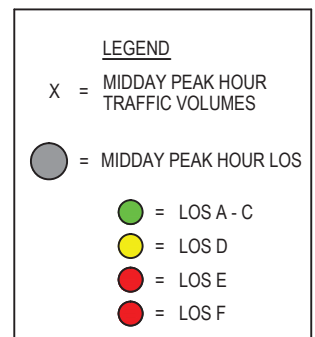 LEGEND
X = MIDDAY PEAK HOUR
TRAFFIC VOLUMES
= MIDDAY PEAK HOUR LOS
= LOS A - C
= LOS D
= LOS E
= LOS F